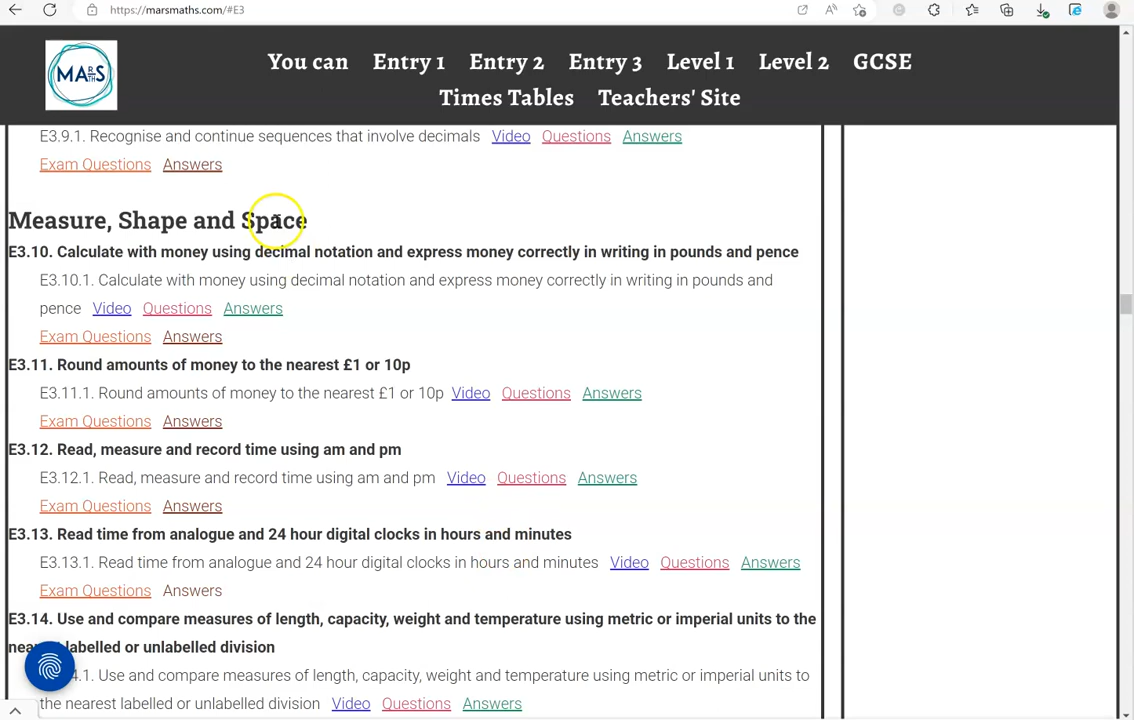 https://marsmaths.com/#E3
MARS
MATH
You can Entry 1 Entry 2 Entry 3 Level 1 Level 2 GCSE
Times Tables Teachers' Site
E3.9.1. Recognise and continue sequences that involve decimals Video Questions Answers
Exam Questions Answers
Measure, Shape and Space
E3.10. Calculate with money using decimal notation and express money correctly in writing in pounds and pence
E3.10.1. Calculate with money using decimal notation and express money correctly in writing in pounds and
pence Video Questions Answers
Exam Questions Answers
E3.11. Round amounts of money to the nearest £1 or 10p
E3.11.1. Round amounts of money to the nearest £1 or 10p Video Questions Answers
Exam Questions Answers
E3.12. Read, measure and record time using am and pm
E3.12.1. Read, measure and record time using am and pm Video Questions Answers
Exam Questions Answers
E3.13. Read time from analogue and 24 hour digital clocks in hours and minutes
E3.13.1. Read time from analogue and 24 hour digital clocks in hours and minutes Video Questions Answers
Exam Questions Answers
E3.14. Use and compare measures of length, capacity, weight and temperature using metric or imperial units to the
labelled or unlabelled division
4.1. Use and compare measures of length, capacity, weight and temperature using metric or imperial units to
the nearest labelled or unlabelled division Video Questions Answers